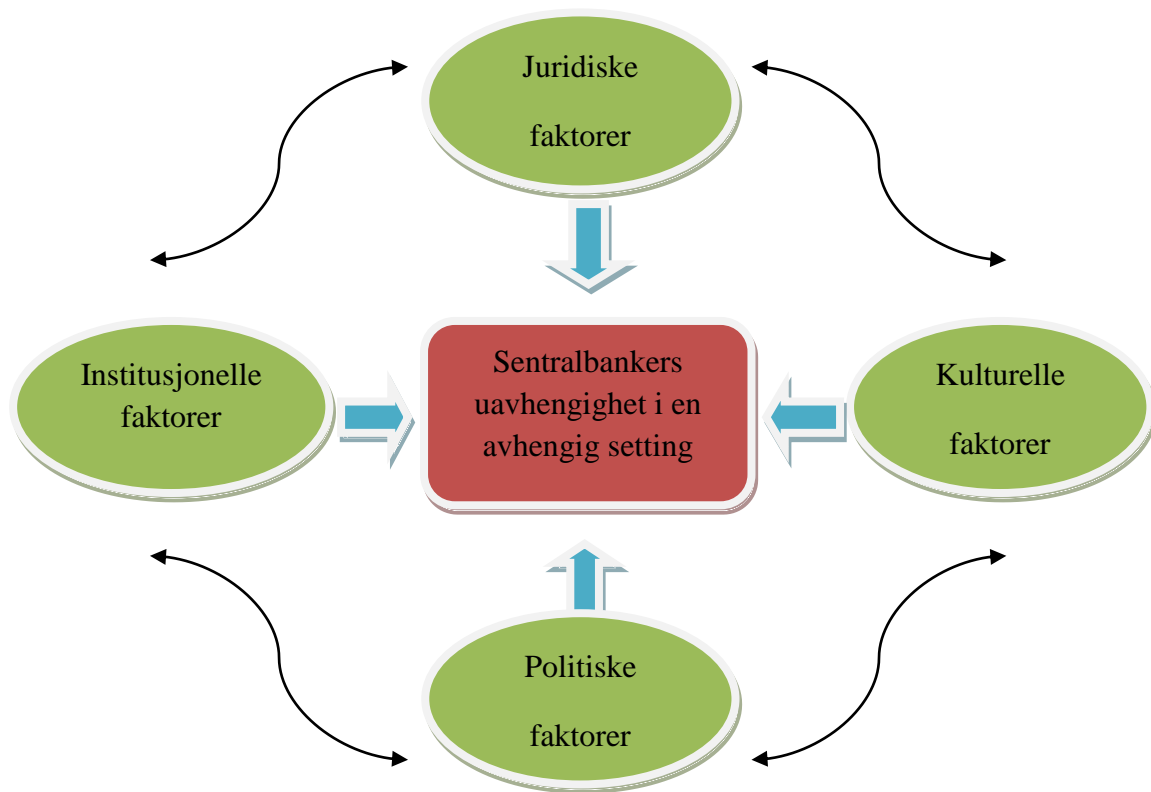 Juridiske
faktorer
Institusjonelle
faktorer
Sentralbankers
uavhengighet i en
avhengig setting
Kulturelle
faktorer
Politiske
faktorer